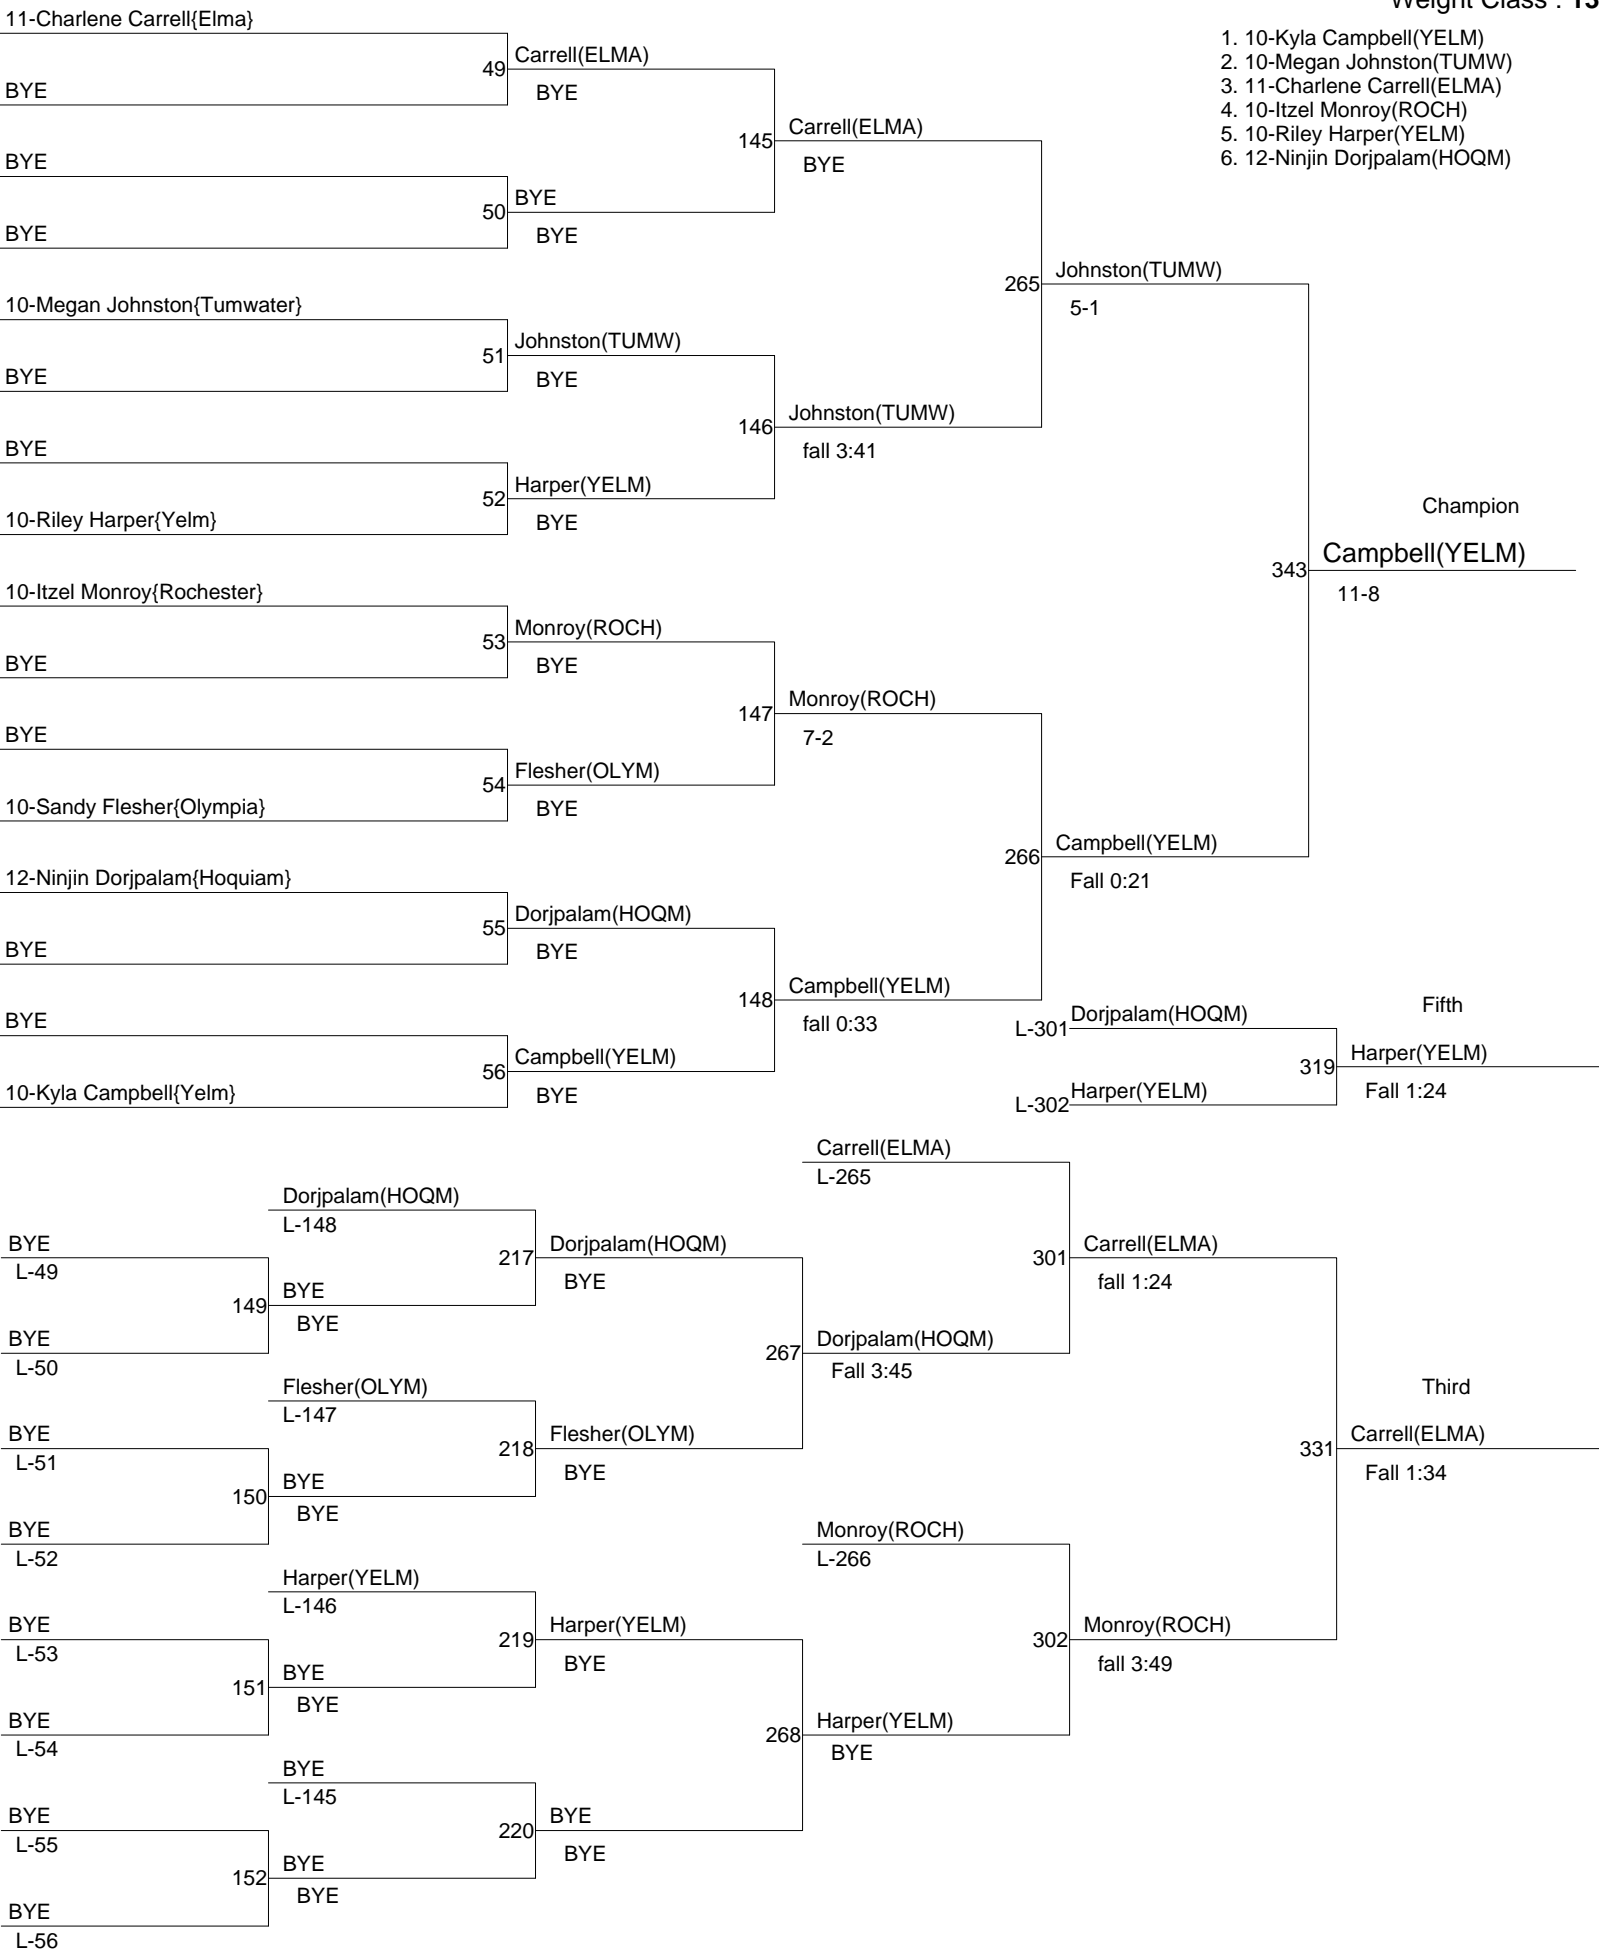 Weight Class : 13
1. 10-Kyla Campbell(YELM)
2. 10-Megan Johnston(TUMW)
3. 11-Charlene Carrell(ELMA)
4. 10-Itzel Monroy(ROCH)
5. 10-Riley Harper(YELM)
6. 12-Ninjin Dorjpalam(HOQM)
11-Charlene Carrell{Elma}
49 Carrell(ELMA)
BYE
BYE
145 Carrell(ELMA)
BYE
BYE
50 BYE
BYE
BYE
265 Johnston(TUMW)
5-1
10-Megan Johnston{Tumwater}
51 Johnston(TUMW)
BYE
BYE
146 Johnston(TUMW)
fall 3:41
BYE
52 Harper(YELM)
BYE
10-Riley Harper{Yelm}
Champion
343 Campbell(YELM)
11-8
10-Itzel Monroy{Rochester}
53 Monroy(ROCH)
BYE
BYE
147 Monroy(ROCH)
7-2
BYE
54 Flesher(OLYM)
BYE
10-Sandy Flesher{Olympia}
266 Campbell(YELM)
Fall 0:21
12-Ninjin Dorjpalam{Hoquiam}
55 Dorjpalam(HOQM)
BYE
BYE
148 Campbell(YELM)
fall 0:33
BYE
56 Campbell(YELM)
BYE
10-Kyla Campbell{Yelm}
Fifth
L-301 Dorjpalam(HOQM)
319 Harper(YELM)
Fall 1:24
L-302 Harper(YELM)
Carrell(ELMA)
L-265
Dorjpalam(HOQM)
L-148
BYE
L-49
217 Dorjpalam(HOQM)
BYE
301 Carrell(ELMA)
fall 1:24
149 BYE
BYE
BYE
L-50
267 Dorjpalam(HOQM)
Fall 3:45
Flesher(OLYM)
L-147
Third
BYE
L-51
218 Flesher(OLYM)
BYE
331 Carrell(ELMA)
Fall 1:34
150 BYE
BYE
BYE
L-52
Monroy(ROCH)
L-266
Harper(YELM)
L-146
BYE
L-53
219 Harper(YELM)
BYE
302 Monroy(ROCH)
fall 3:49
151 BYE
BYE
BYE
L-54
268 Harper(YELM)
BYE
BYE
L-145
BYE
L-55
220 BYE
BYE
152 BYE
BYE
BYE
L-56